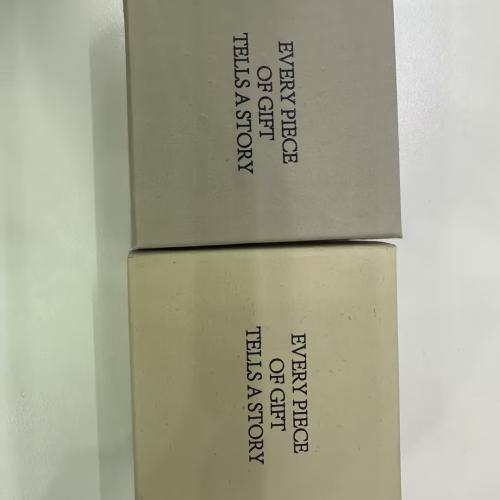 EVERY PIECE
OF GIFT
TELLS A STORY
EVERY PIECE
OF GIFT
TELLS A STORY